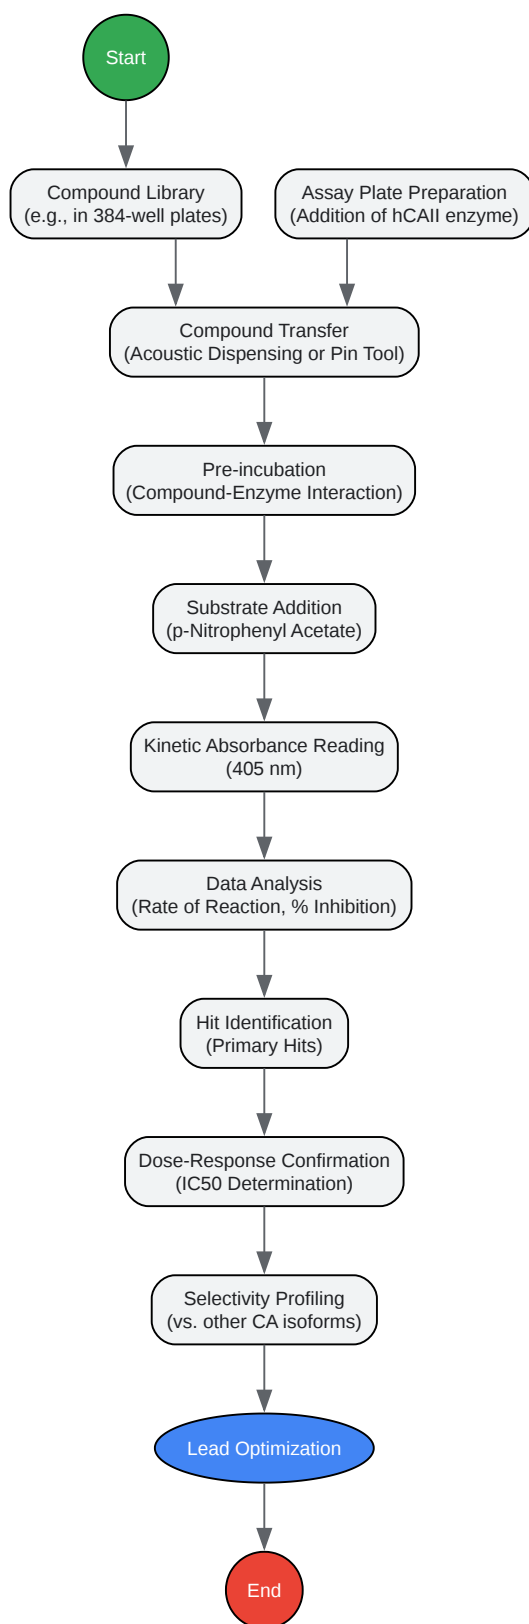 Start
Compound Library
(e.g., in 384-well plates)
Assay Plate Preparation
(Addition of hCAII enzyme)
Compound Transfer
(Acoustic Dispensing or Pin Tool)
Pre-incubation
(Compound-Enzyme Interaction)
Substrate Addition
(p-Nitrophenyl Acetate)
Kinetic Absorbance Reading
(405 nm)
Data Analysis
(Rate of Reaction, % Inhibition)
Hit Identification
(Primary Hits)
Dose-Response Confirmation
(IC50 Determination)
Selectivity Profiling
(vs. other CA isoforms)
Lead Optimization
End